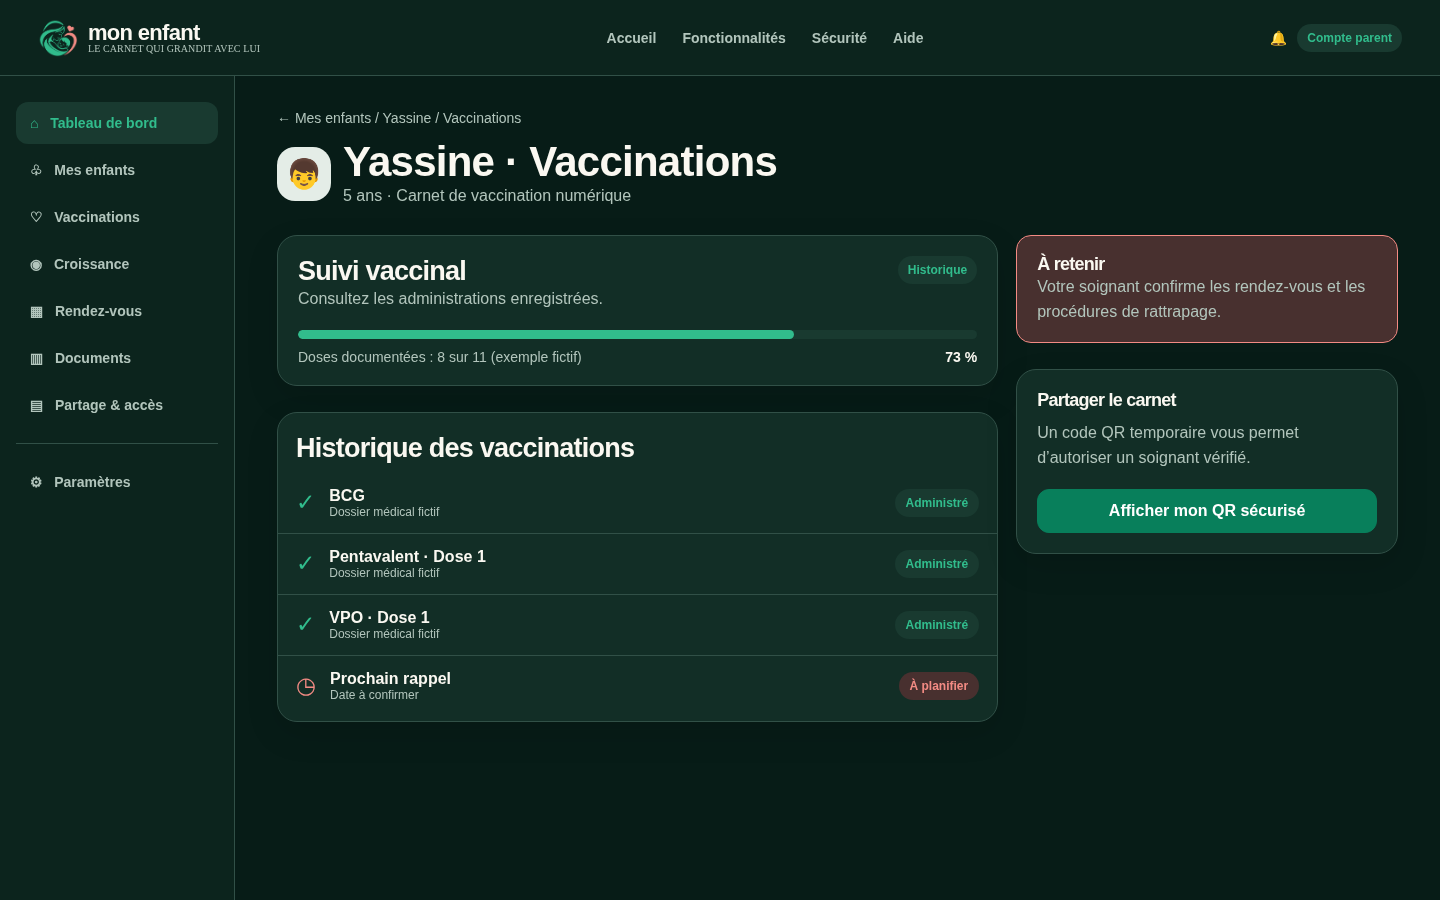 mon enfant
LE CARNET QUI GRANDIT AVEC LUI
Accueil
Fonctionnalités
Sécurité
Aide
Compte parent
Tableau de bord
Mes enfants
Vaccinations
Croissance
Rendez-vous
Documents
Partage & accès
Paramètres
← Mes enfants / Yassine / Vaccinations
Yassine · Vaccinations
5 ans · Carnet de vaccination numérique
Suivi vaccinal
Historique
Consultez les administrations enregistrées.
Doses documentées : 8 sur 11 (exemple fictif)
73 %
Historique des vaccinations
BCG
Dossier médical fictif
Administré
Pentavalent · Dose 1
Dossier médical fictif
Administré
VPO · Dose 1
Dossier médical fictif
Administré
Prochain rappel
Date à confirmer
À planifier
À retenir
Votre soignant confirme les rendez-vous et les
procédures de rattrapage.
Partager le carnet
Un code QR temporaire vous permet
d’autoriser un soignant vérifié.
Afficher mon QR sécurisé